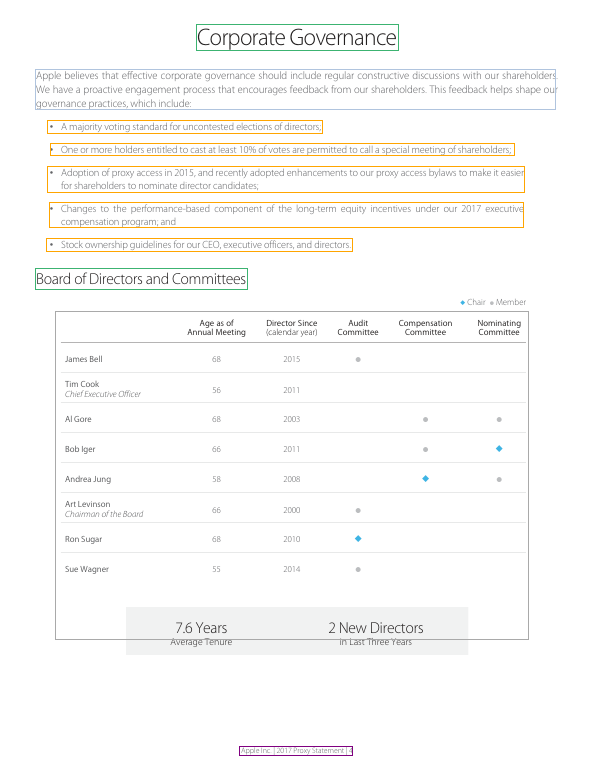 Corporate Governance
Apple believes that effective corporate governance should include regular constructive discussions with our shareholders.
We have a proactive engagement process that encourages feedback from our shareholders. This feedback helps shape our
governance practices, which include:
• A majority voting standard for uncontested elections of directors;
• One or more holders entitled to cast at least 10% of votes are permitted to call a special meeting of shareholders;
• Adoption of proxy access in 2015, and recently adopted enhancements to our proxy access bylaws to make it easier
for shareholders to nominate director candidates;
• Changes to the performance-based component of the long-term equity incentives under our 2017 executive
compensation program; and
• Stock ownership guidelines for our CEO, executive officers, and directors.
Board of Directors and Committees
◆ Chair ● Member
Age as of Director Since Audit Compensation Nominating
Annual Meeting (calendar year) Committee Committee Committee
James Bell 68 2015 ●
Tim Cook
Chief Executive Officer 56 2011
Al Gore 68 2003 ● ●
Bob Iger 66 2011 ● ◆
Andrea Jung 58 2008 ◆ ●
Art Levinson
Chairman of the Board 66 2000 ●
Ron Sugar 68 2010 ◆
Sue Wagner 55 2014 ●
7.6 Years 2 New Directors
Average Tenure in Last Three Years
Apple Inc. | 2017 Proxy Statement | 4